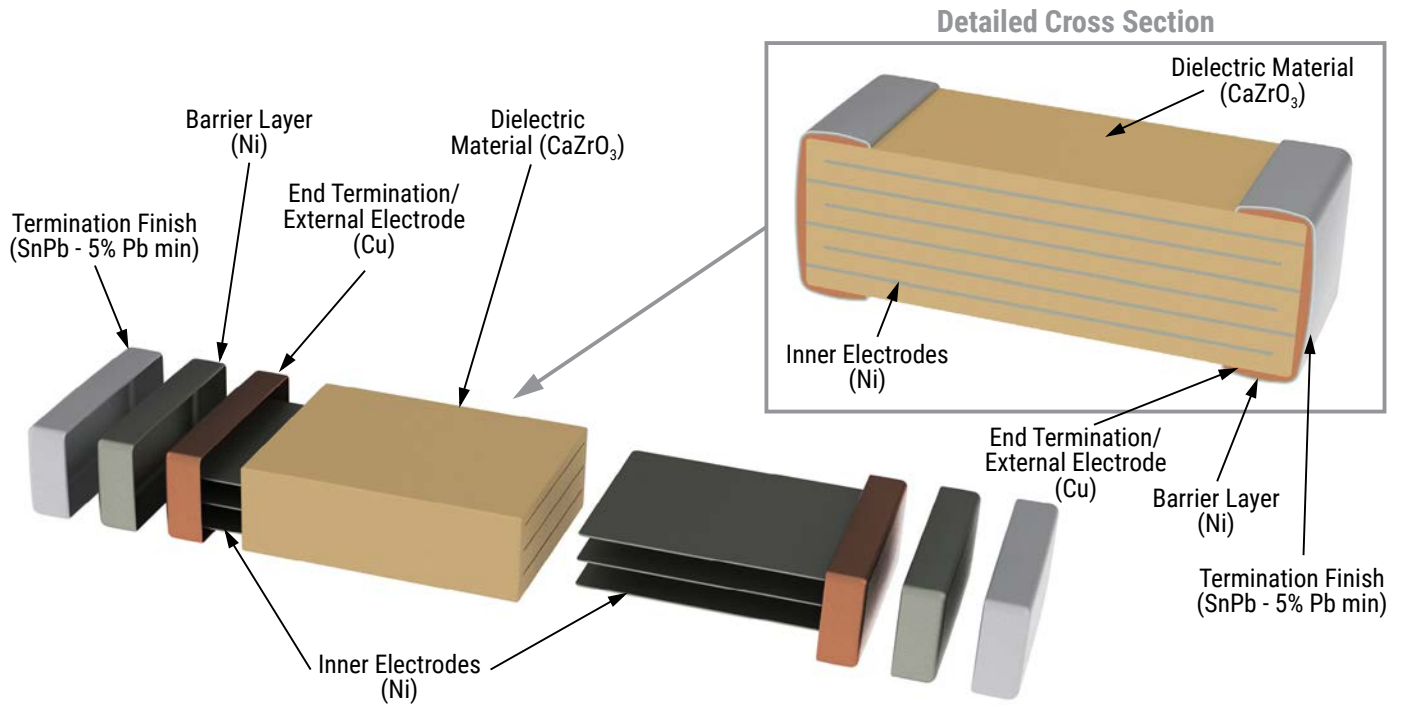 Detailed Cross Section
Dielectric Material
(CaZrO₃)
Barrier Layer
(Ni)
Dielectric
Material (CaZrO₃)
End Termination/
External Electrode
(Cu)
Termination Finish
(SnPb - 5% Pb min)
Inner Electrodes
(Ni)
End Termination/
External Electrode
(Cu)
Barrier Layer
(Ni)
Termination Finish
(SnPb - 5% Pb min)
Inner Electrodes
(Ni)